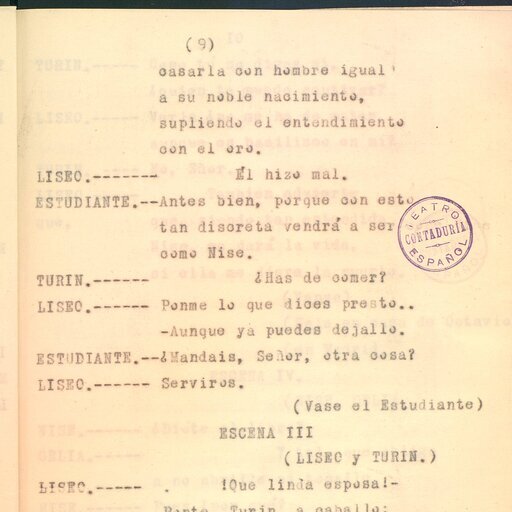 (9)
casarla con hombre igual
a su noble nacimiento,
supliendo el entendimiento
con el oro.
LISEO.------- Él hizo mal.
ESTUDIANTE.--Antes bien, porque con esto
tan discreta vendrá a ser
como Nise.
TEATRO ESPAÑOL
CONTADURÍA
TURIN.------ ¿Has de comer?
LISEO.------ Ponme lo que dices presto..
-Aunque ya puedes dejallo.
ESTUDIANTE.--¿Mandais, Señor, otra cosa?
LISEO.------ Serviros.
(Vase el Estudiante)
ESCENA III
(LISEO y TURIN.)
LISEO.----- . !Que linda esposa!-
Ponte, Turin, a caballo;